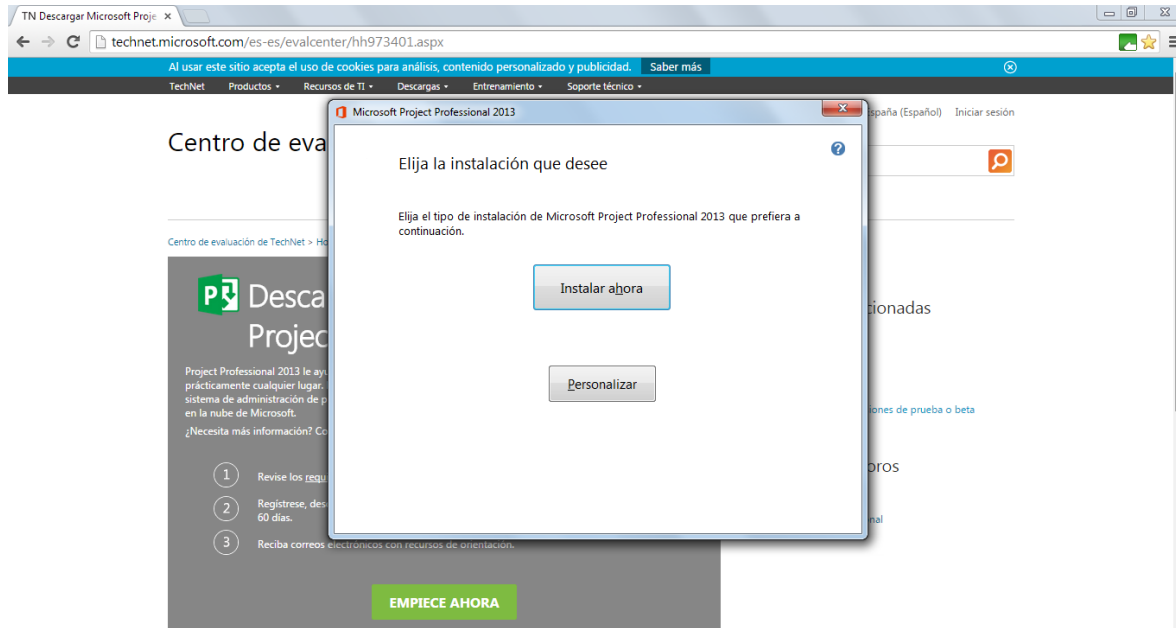 TN Descargar Microsoft Proje
technet.microsoft.com/es-es/evalcenter/hh973401.aspx
Al usar este sitio acepta el uso de cookies para análisis, contenido personalizado y publicidad. Saber más
TechNet Productos Recursos de TI Descargas Entrenamiento Soporte técnico
España (Español) Iniciar sesión
Centro de eva
Microsoft Project Professional 2013
Elija la instalación que desee
Elija el tipo de instalación de Microsoft Project Professional 2013 que prefiera a
continuación.
Instalar ahora
Personalizar
Centro de evaluación de TechNet > Ho
P Desca
Projec
Project Professional 2013 le ayu
prácticamente cualquier lugar.
sistema de administración de p
en la nube de Microsoft.
¿Necesita más información? Co
1 Revise los requ
2 Regístrese, des
60 días.
3 Reciba correos electrónicos con recursos de orientación.
EMPIECE AHORA
cionadas
iones de prueba o beta
oros
nal